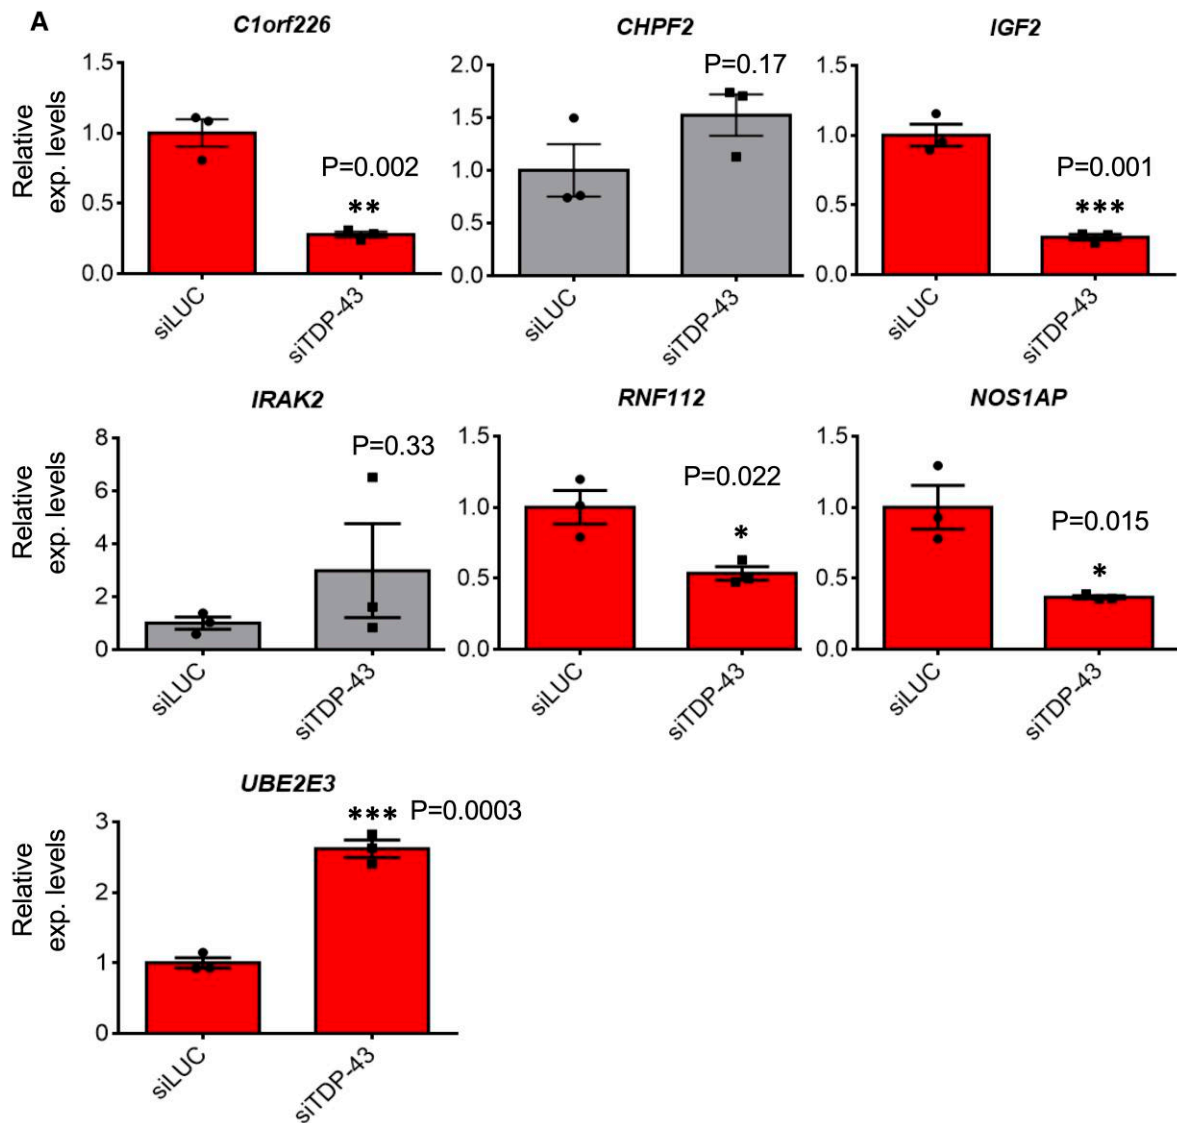 A
C1orf226
CHPF2
IGF2
Relative
exp. levels
1.5
1.0
0.5
0.0
P=0.002
**
siLUC
siTDP-43
2.0
1.5
1.0
0.5
0.0
P=0.17
siLUC
siTDP-43
1.5
1.0
0.5
0.0
P=0.001
***
siLUC
siTDP-43
IRAK2
RNF112
NOS1AP
Relative
exp. levels
8
6
4
2
0
P=0.33
siLUC
siTDP-43
1.5
1.0
0.5
0.0
P=0.022
*
siLUC
siTDP-43
1.5
1.0
0.5
0.0
P=0.015
*
siLUC
siTDP-43
UBE2E3
Relative
exp. levels
3
2
1
0
*** P=0.0003
siLUC
siTDP-43